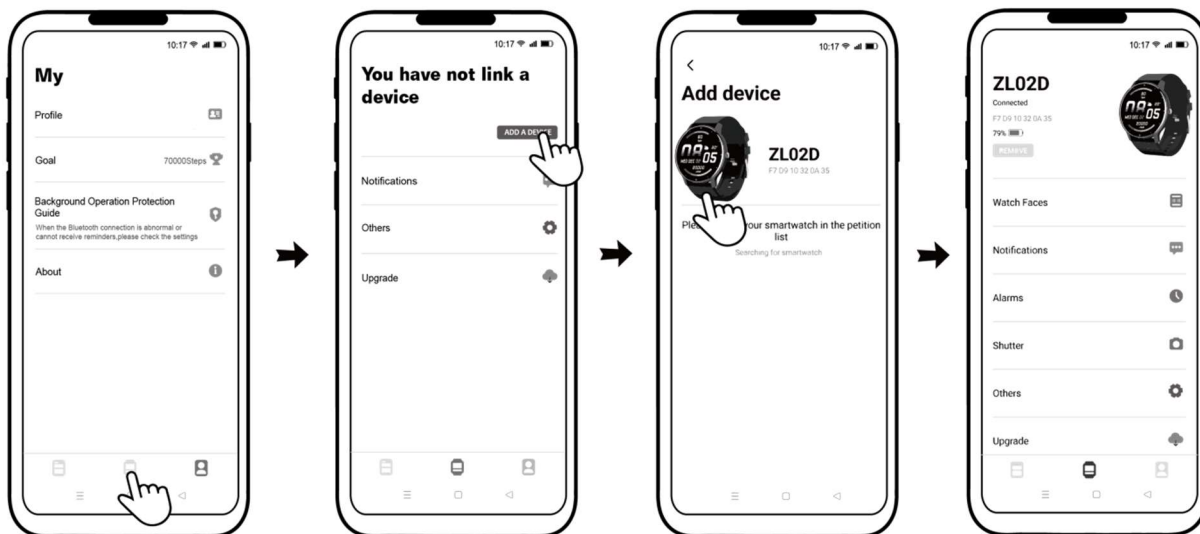 10:17
My
Profile
Goal
70000Steps
Background Operation Protection
Guide
When the Bluetooth connection is abnormal or
cannot receive reminders,please check the settings
About
10:17
You have not link a
device
ADD A DEVICE
Notifications
Others
Upgrade
10:17
Add device
ZL02D
F7 D9 10 32 0A 35
your smartwatch in the petition
list
Searching for smartwatch
10:17
ZL02D
Connected
F7 D9 10 32 0A 35
79%
REMOVE
Watch Faces
Notifications
Alarms
Shutter
Others
Upgrade